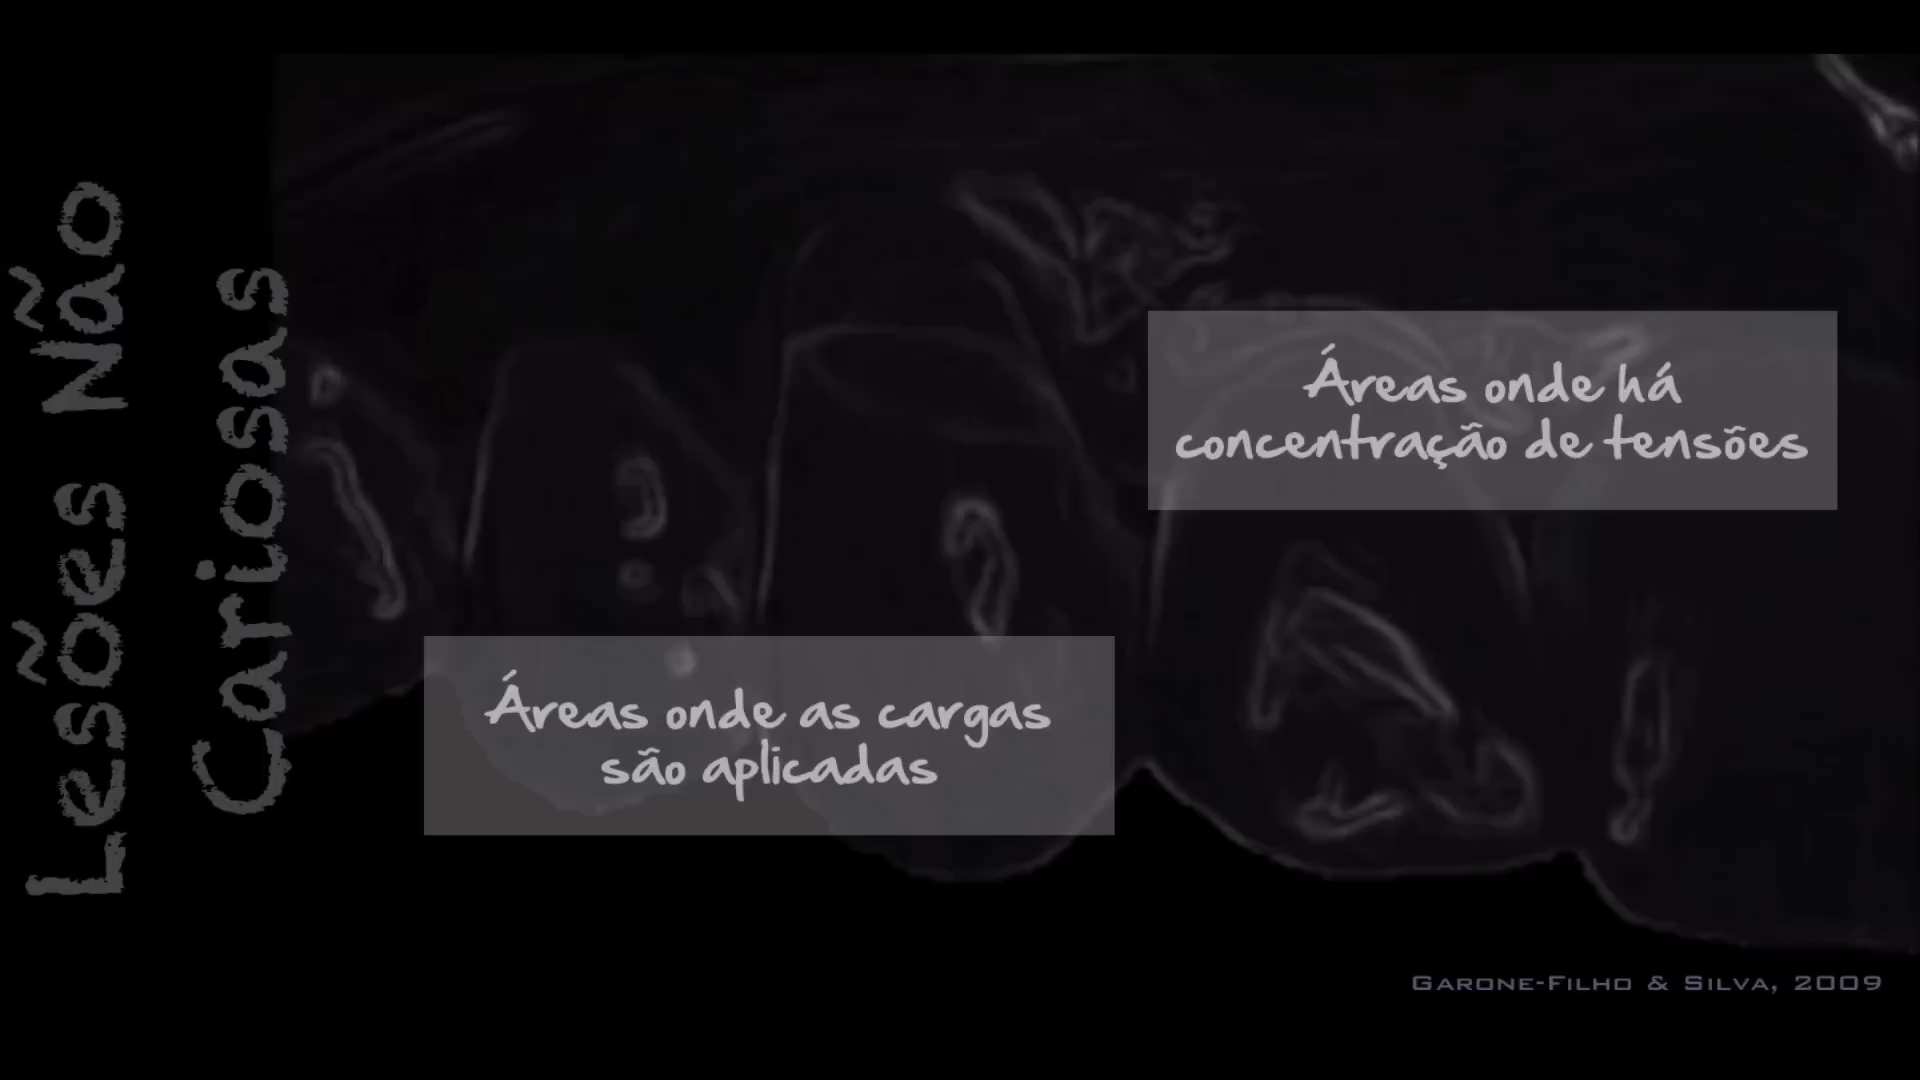 Lesões Não
Cariosas
Áreas onde há
concentração de tensões
Áreas onde as cargas
são aplicadas
Garone-Filho & Silva, 2009